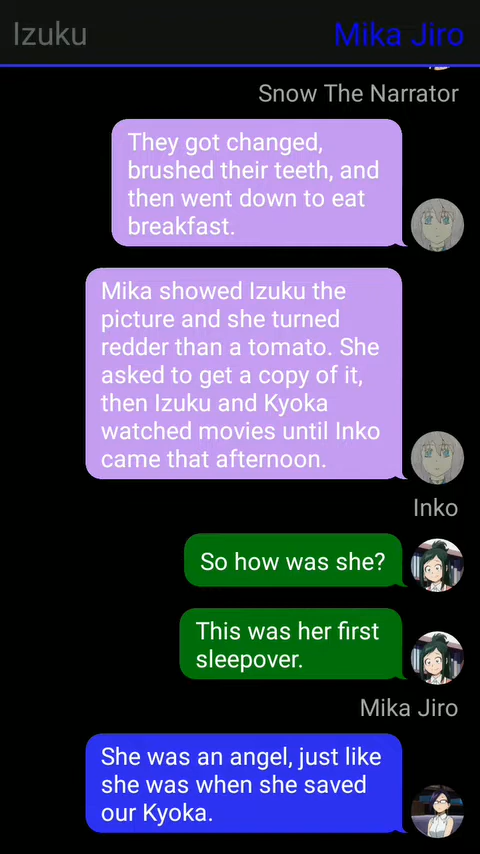 Izuku
Mika Jiro
Snow The Narrator
They got changed,
brushed their teeth, and
then went down to eat
breakfast.
Mika showed Izuku the
picture and she turned
redder than a tomato. She
asked to get a copy of it,
then Izuku and Kyoka
watched movies until Inko
came that afternoon.
Inko
So how was she?
This was her first
sleepover.
Mika Jiro
She was an angel, just like
she was when she saved
our Kyoka.